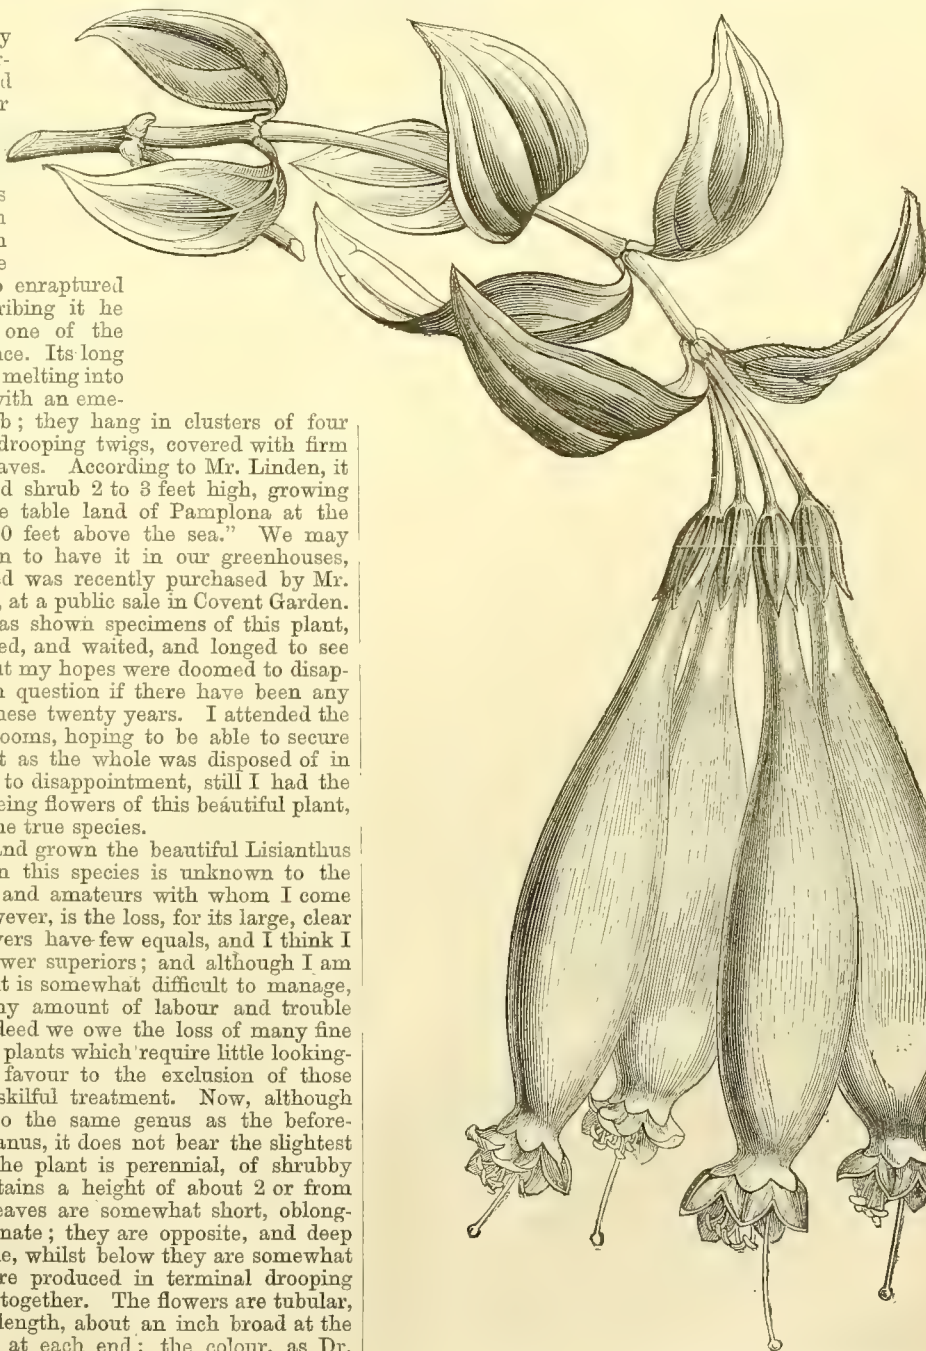 y
r-
d
r
s
n
n
e
o enraptured
ribing it he
one of the
nce. Its long
melting into
with an eme-
b; they hang in clusters of four
drooping twigs, covered with firm
aves. According to Mr. Linden, it
d shrub 2 to 3 feet high, growing
e table land of Pamplona at the
0 feet above the sea.” We may
n to have it in our greenhouses,
d was recently purchased by Mr.
, at a public sale in Covent Garden.
as shown specimens of this plant,
ed, and waited, and longed to see
ut my hopes were doomed to disap-
n question if there have been any
hese twenty years. I attended the
ooms, hoping to be able to secure
t as the whole was disposed of in
to disappointment, still I had the
eing flowers of this beautiful plant,
he true species.
and grown the beautiful Lisianthus
n this species is unknown to the
and amateurs with whom I come
vever, is the loss, for its large, clear
vers have few equals, and I think I
wer superiors; and although I am
t is somewhat difficult to manage,
ny amount of labour and trouble
deed we owe the loss of many fine
plants which require little looking-
favour to the exclusion of those
skilful treatment. Now, although
o the same genus as the before-
anus, it does not bear the slightest
he plant is perennial, of shrubby
tains a height of about 2 or from
eaves are somewhat short, oblong-
nate; they are opposite, and deep
e, whilst below they are somewhat
re produced in terminal drooping
together. The flowers are tubular,
length, about an inch broad at the
at each end; the colour, as Dr.